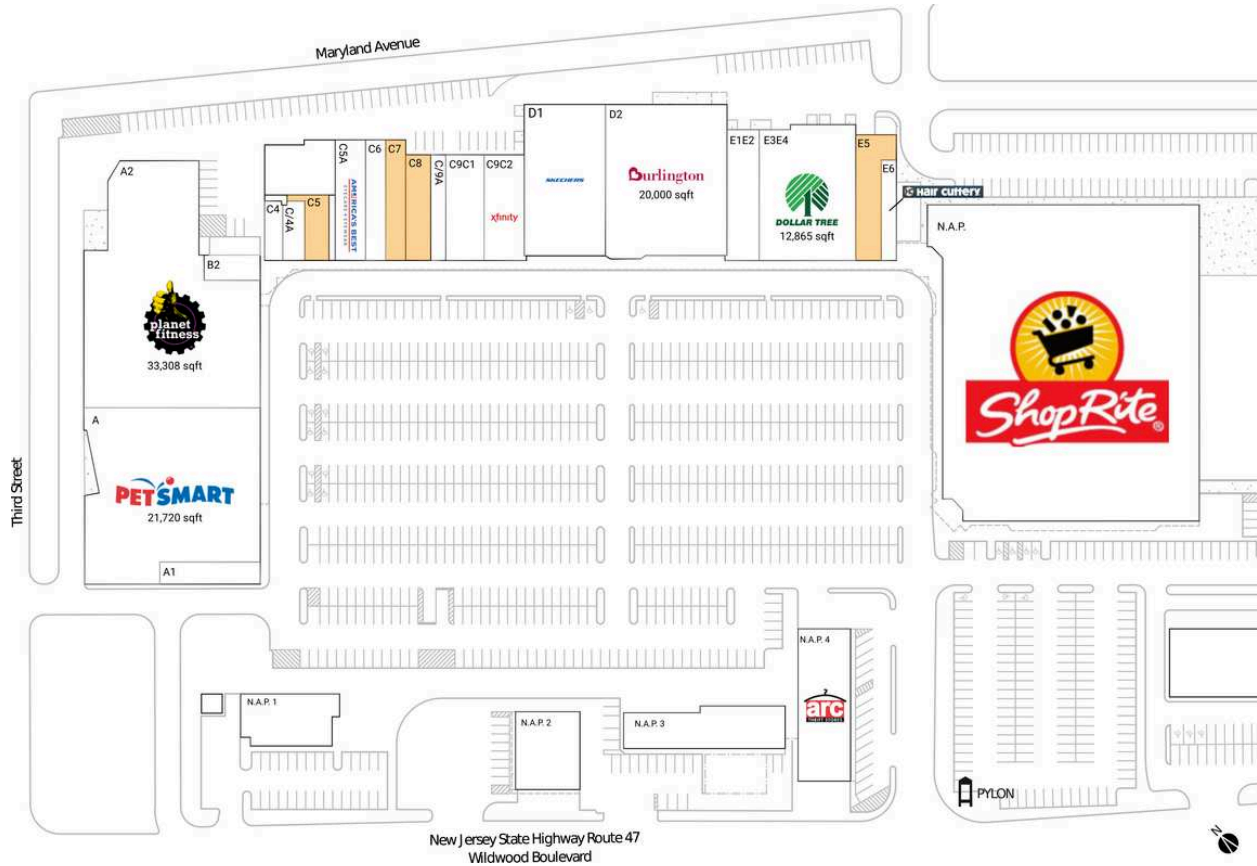 Maryland Avenue
Third Street
A2
B2
planet
fitness
33,308 sqft
A
PETSMART
21,720 sqft
A1
C4
C/4A
C5
C5A
AMERICA'S BEST
C6
C7
C8
C/9A
C9C1
C9C2
xfinity
D1
SKECHERS
D2
Burlington
20,000 sqft
E1E2
E3E4
DOLLAR TREE
12,865 sqft
E5
E6
HAIR CUTTERY
N.A.P.
ShopRite®
N.A.P. 1
N.A.P. 2
N.A.P. 3
N.A.P. 4
arc
THRIFT STORES
PYLON
New Jersey State Highway Route 47
Wildwood Boulevard
N